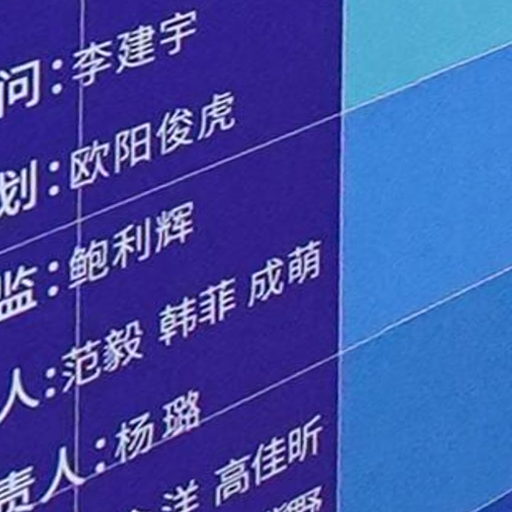 问：李建宇
划：欧阳俊虎
监：鲍利辉
人：范毅 韩菲 成萌
责人：杨璐
洋 高佳昕
野